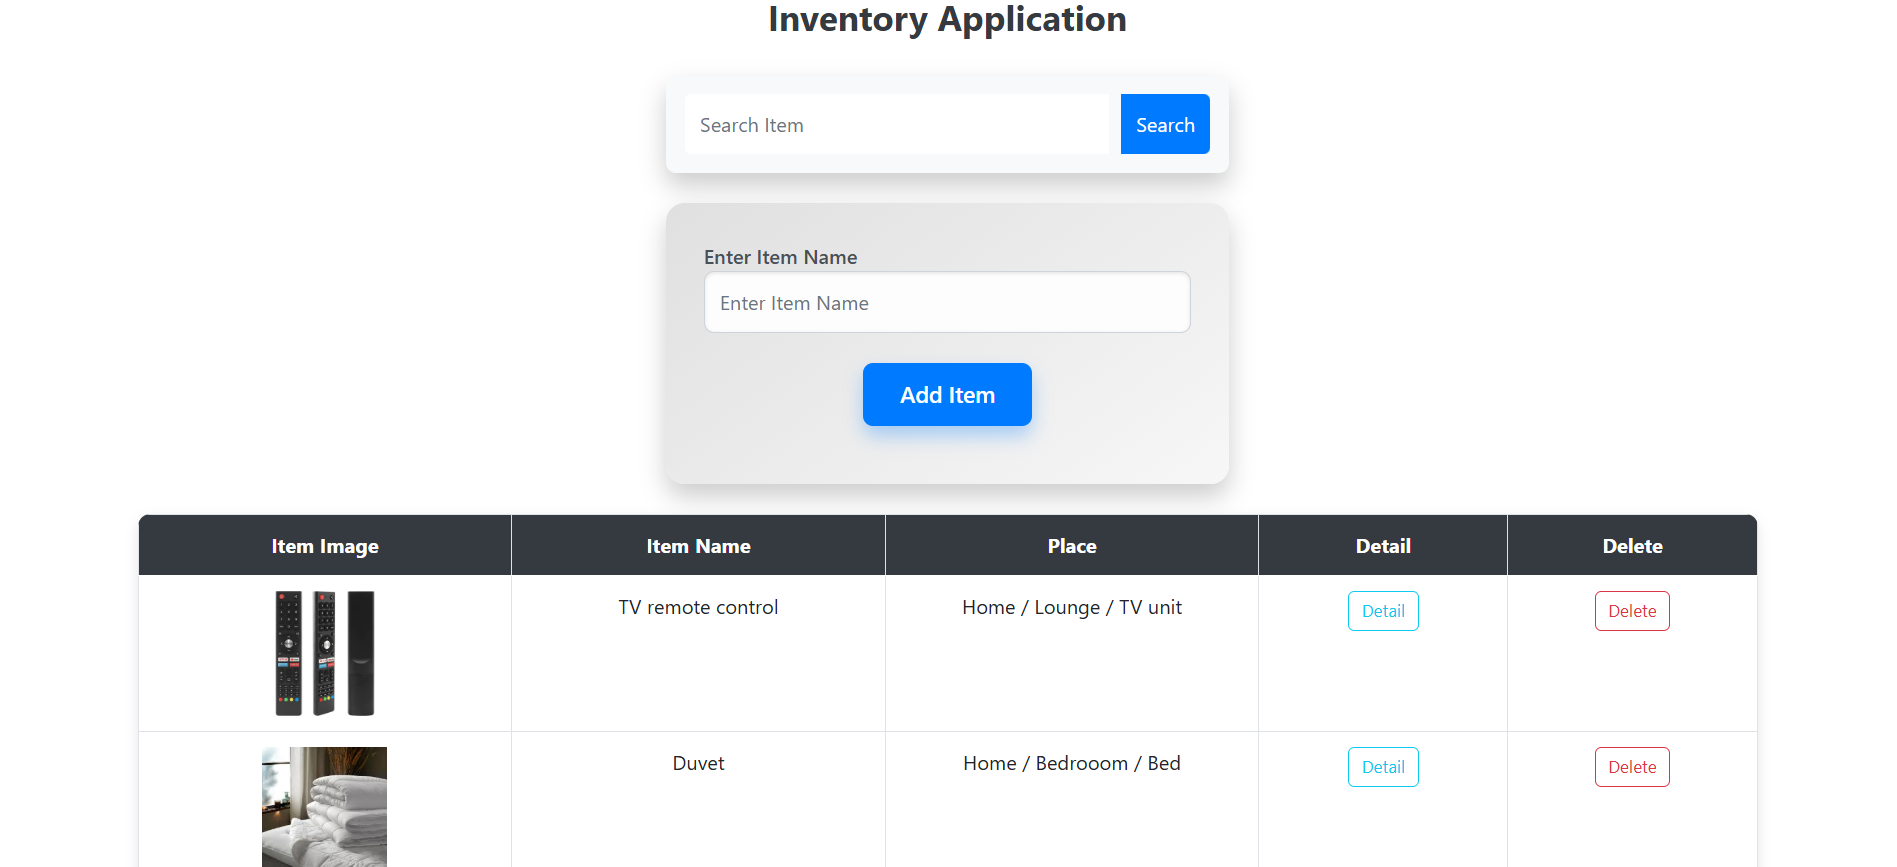 Inventory Application
Search Item
Search
Enter Item Name
Enter Item Name
Add Item
Item Image Item Name Place Detail Delete
TV remote control Home / Lounge / TV unit Detail Delete
Duvet Home / Bedrooom / Bed Detail Delete